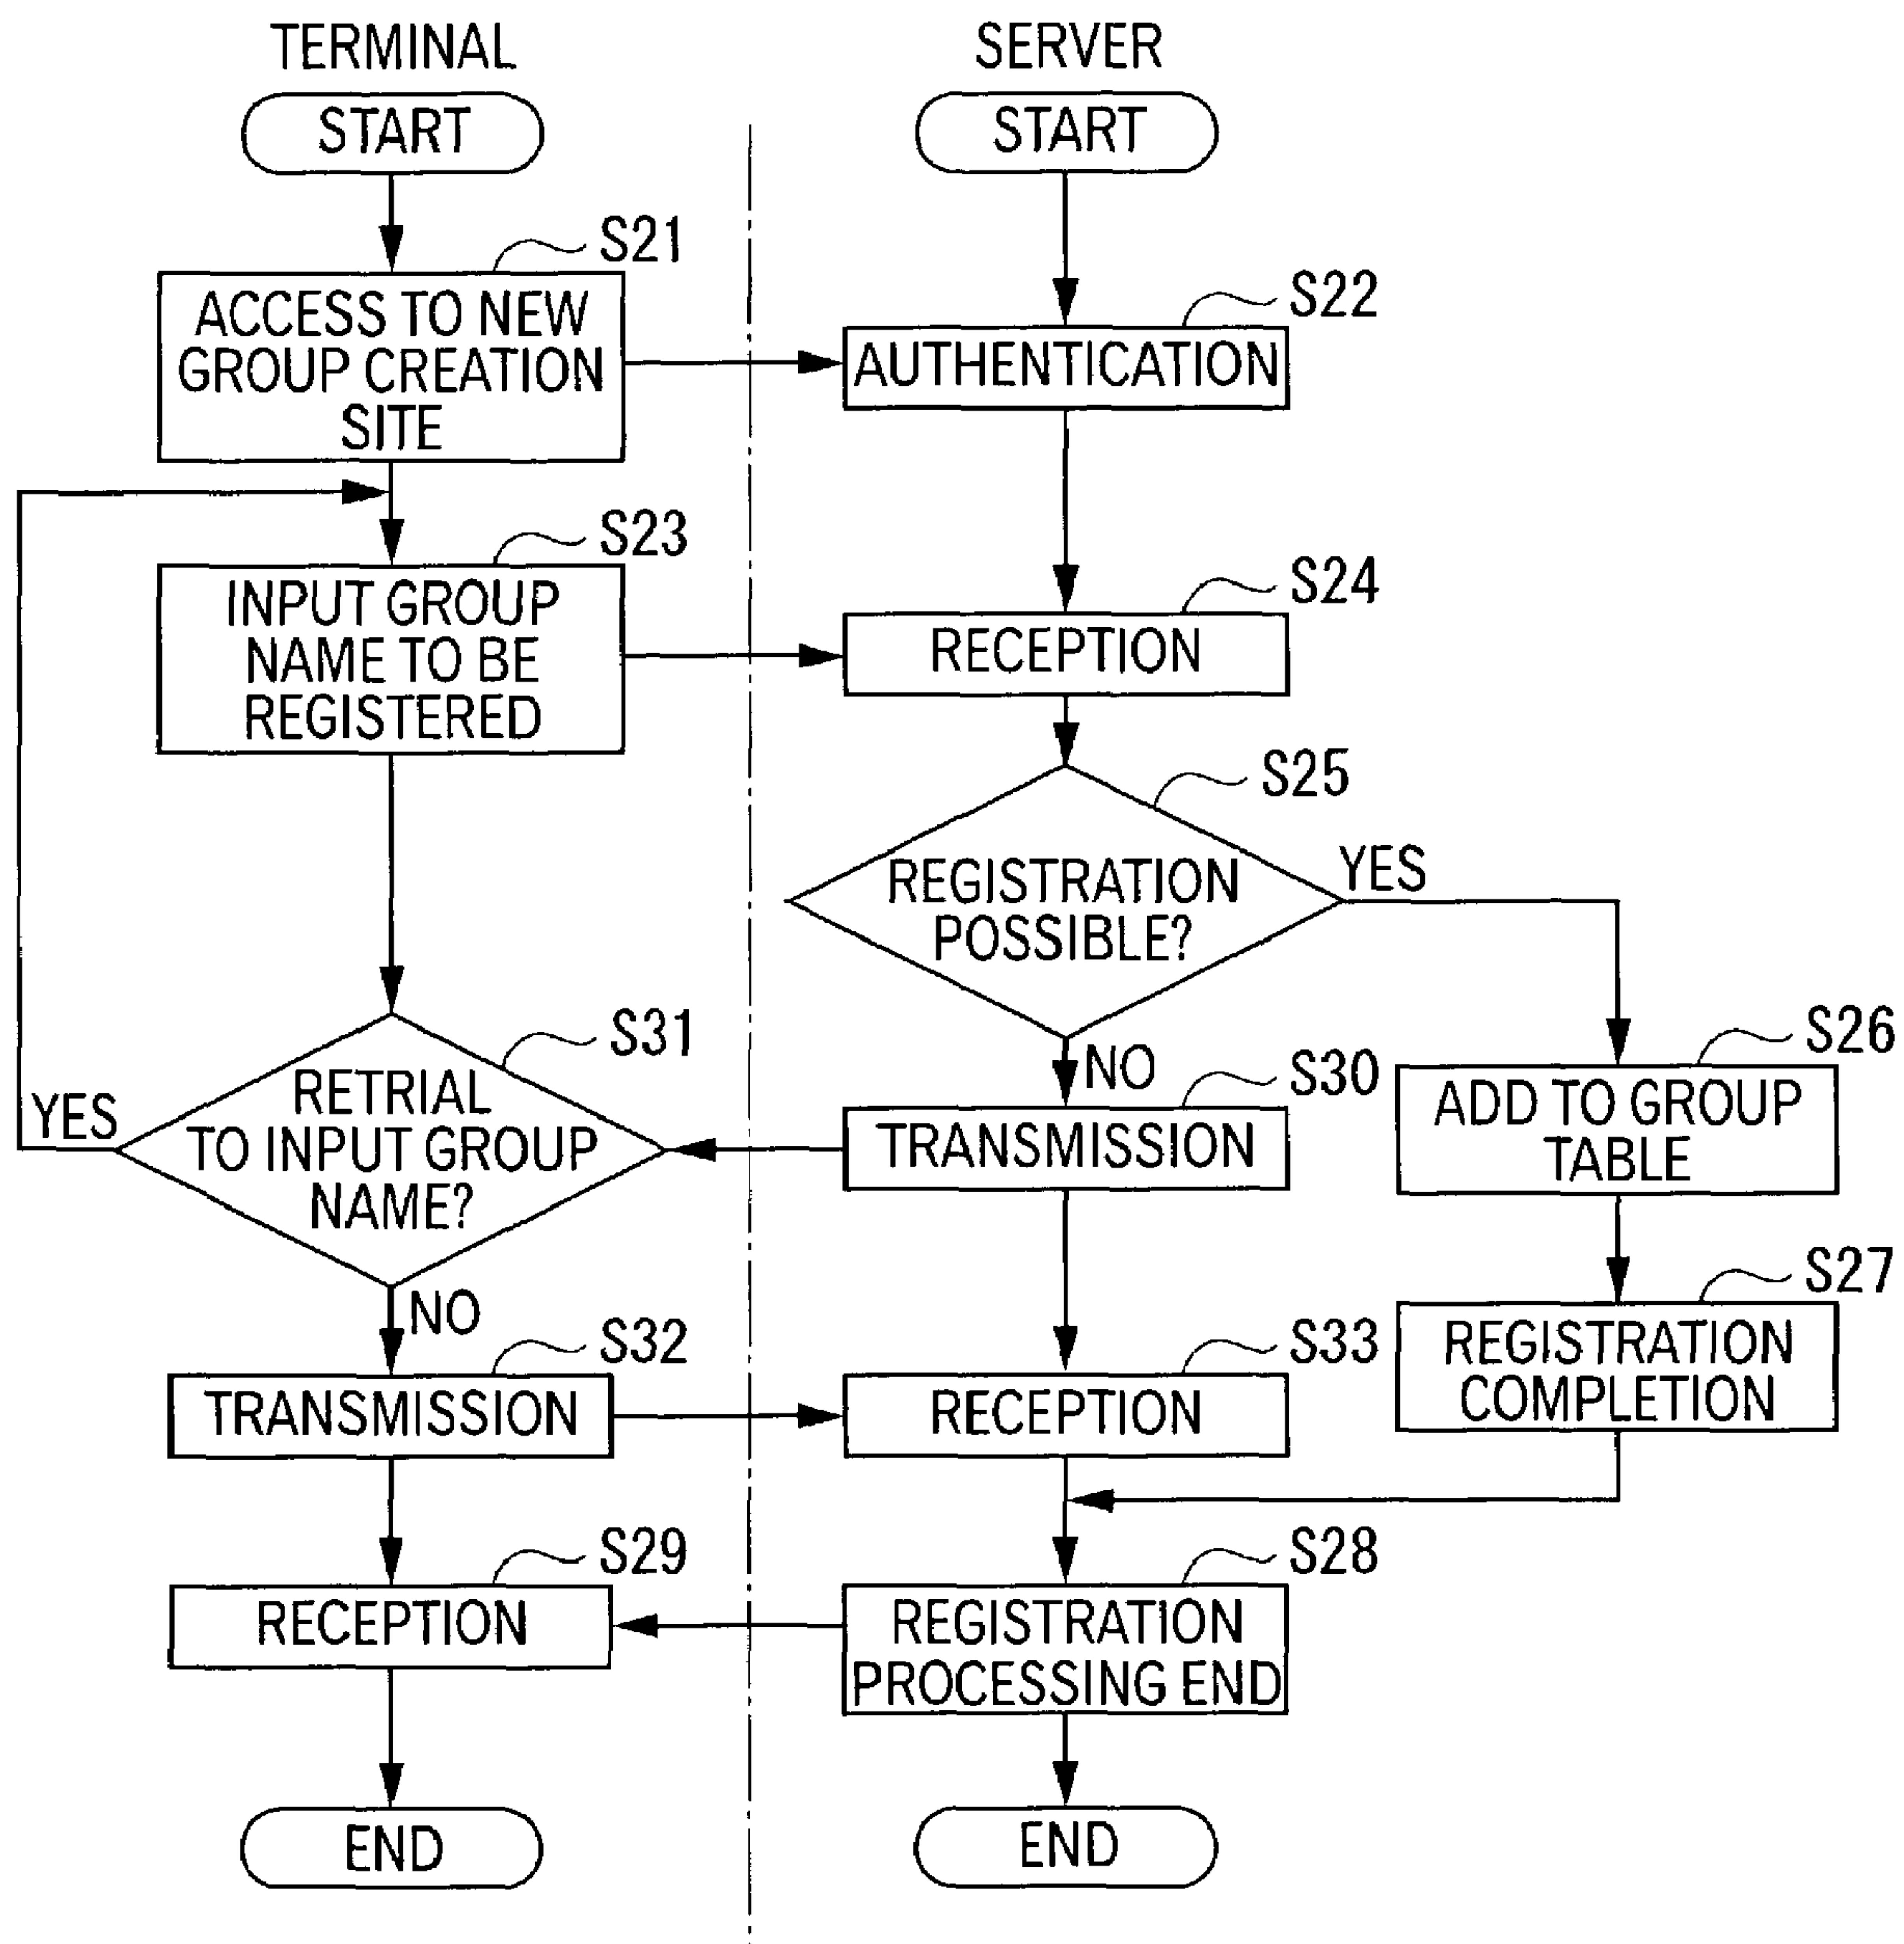 TERMINAL
SERVER
START
START
S21
ACCESS TO NEW
GROUP CREATION
SITE
S22
AUTHENTICATION
S23
INPUT GROUP
NAME TO BE
REGISTERED
S24
RECEPTION
S25
REGISTRATION
POSSIBLE?
YES
NO
S31
RETRIAL
TO INPUT GROUP
NAME?
YES
NO
S30
TRANSMISSION
S26
ADD TO GROUP
TABLE
S27
REGISTRATION
COMPLETION
S32
TRANSMISSION
S33
RECEPTION
S29
RECEPTION
S28
REGISTRATION
PROCESSING END
END
END